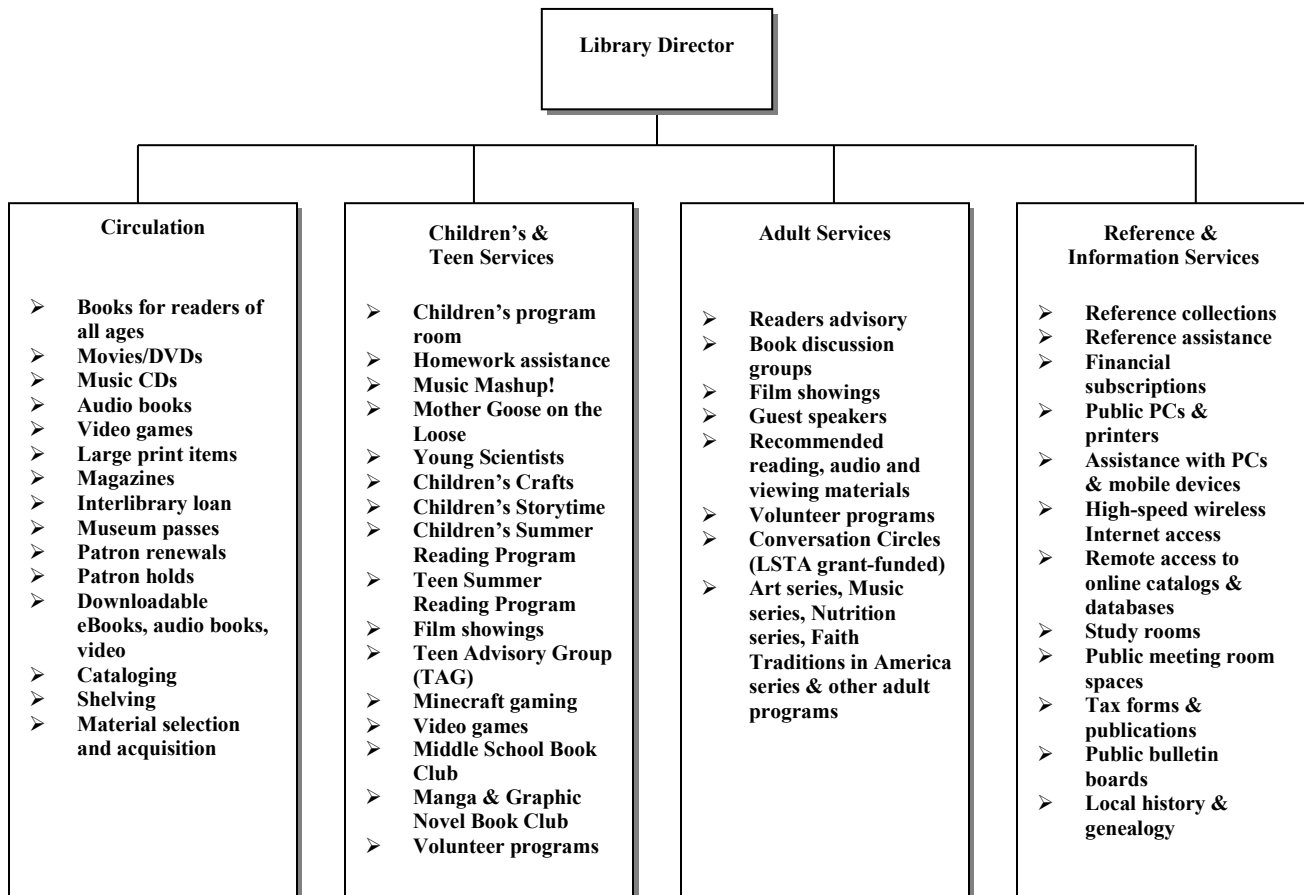 Library Director
Circulation
➢ Books for readers of
all ages
➢ Movies/DVDs
➢ Music CDs
➢ Audio books
➢ Video games
➢ Large print items
➢ Magazines
➢ Interlibrary loan
➢ Museum passes
➢ Patron renewals
➢ Patron holds
➢ Downloadable
eBooks, audio books,
video
➢ Cataloging
➢ Shelving
➢ Material selection
and acquisition
Children’s &
Teen Services
➢ Children’s program
room
➢ Homework assistance
➢ Music Mashup!
➢ Mother Goose on the
Loose
➢ Young Scientists
➢ Children’s Crafts
➢ Children’s Storytime
➢ Children’s Summer
Reading Program
➢ Teen Summer
Reading Program
➢ Film showings
➢ Teen Advisory Group
(TAG)
➢ Minecraft gaming
➢ Video games
➢ Middle School Book
Club
➢ Manga & Graphic
Novel Book Club
➢ Volunteer programs
Adult Services
➢ Readers advisory
➢ Book discussion
groups
➢ Film showings
➢ Guest speakers
➢ Recommended
reading, audio and
viewing materials
➢ Volunteer programs
➢ Conversation Circles
(LSTA grant-funded)
➢ Art series, Music
series, Nutrition
series, Faith
Traditions in America
series & other adult
programs
Reference &
Information Services
➢ Reference collections
➢ Reference assistance
➢ Financial
subscriptions
➢ Public PCs &
printers
➢ Assistance with PCs
& mobile devices
➢ High-speed wireless
Internet access
➢ Remote access to
online catalogs &
databases
➢ Study rooms
➢ Public meeting room
spaces
➢ Tax forms &
publications
➢ Public bulletin
boards
➢ Local history &
genealogy